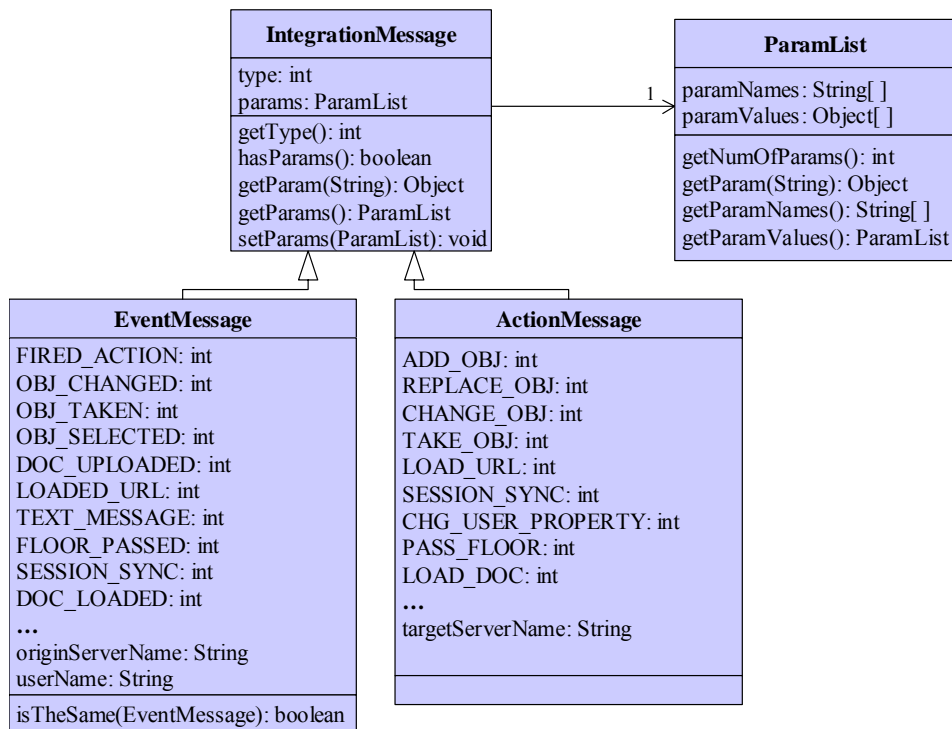 IntegrationMessage
type: int
params: ParamList
getType(): int
hasParams(): boolean
getParam(String): Object
getParams(): ParamList
setParams(ParamList): void
1
ParamList
paramNames: String[ ]
paramValues: Object[ ]
getNumOfParams(): int
getParam(String): Object
getParamNames(): String[ ]
getParamValues(): ParamList
EventMessage
FIRED_ACTION: int
OBJ_CHANGED: int
OBJ_TAKEN: int
OBJ_SELECTED: int
DOC_UPLOADED: int
LOADED_URL: int
TEXT_MESSAGE: int
FLOOR_PASSED: int
SESSION_SYNC: int
DOC_LOADED: int
...
originServerName: String
userName: String
isTheSame(EventMessage): boolean
ActionMessage
ADD_OBJ: int
REPLACE_OBJ: int
CHANGE_OBJ: int
TAKE_OBJ: int
LOAD_URL: int
SESSION_SYNC: int
CHG_USER_PROPERTY: int
PASS_FLOOR: int
LOAD_DOC: int
...
targetServerName: String